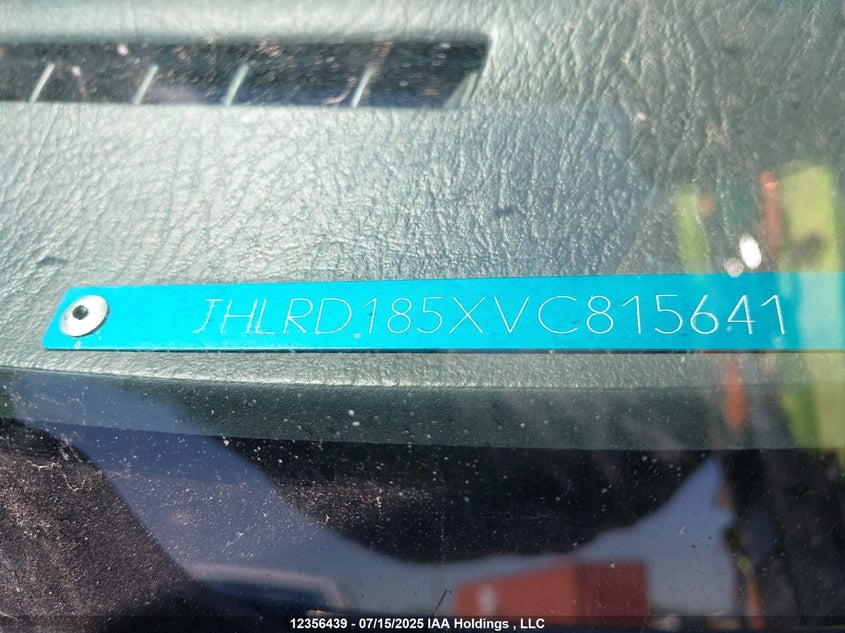 JHLRD185XVC815641
12356439 - 07/15/2025 IAA Holdings , LLC